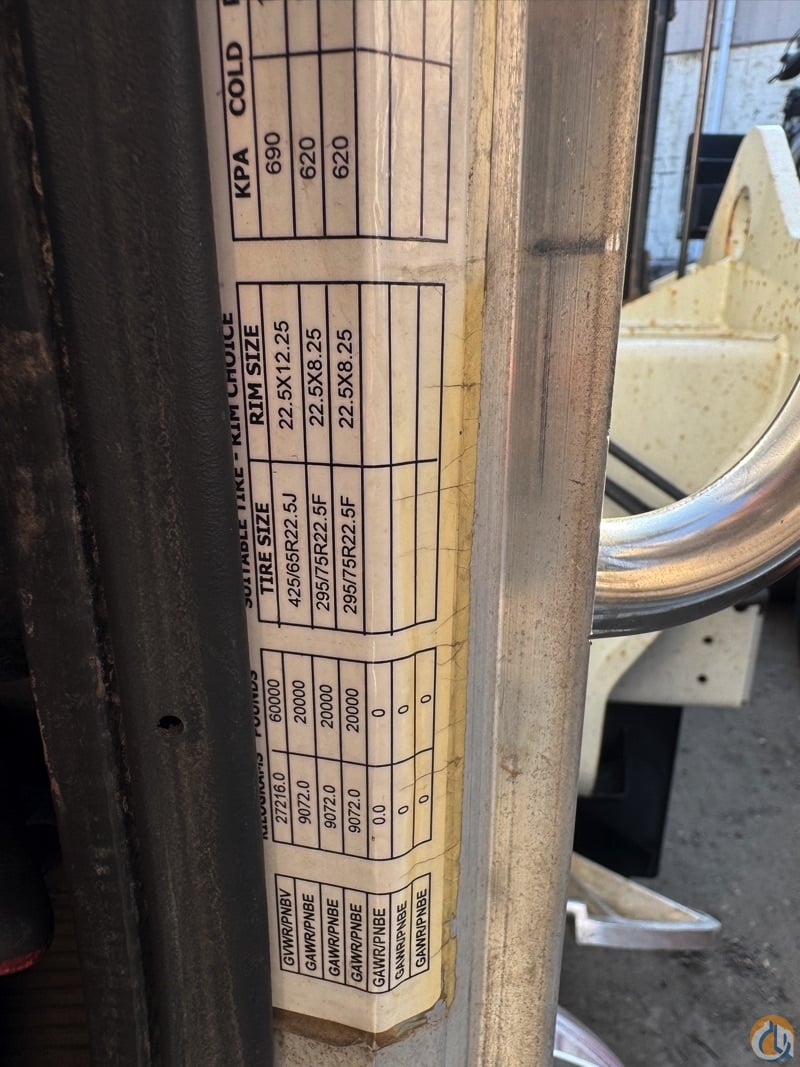 GVWR/PNBV 27216.0 60000
GAWR/PNBE 9072.0 20000
GAWR/PNBE 9072.0 20000
GAWR/PNBE 9072.0 20000
GAWR/PNBE 0.0 0
GAWR/PNBE 0 0
GAWR/PNBE 0 0
KILOGRAMS POUNDS
SUITABLE TIRE - RIM CHOICE
TIRE SIZE RIM SIZE
425/65R22.5J 22.5X12.25
295/75R22.5F 22.5X8.25
295/75R22.5F 22.5X8.25
KPA COLD
690
620
620